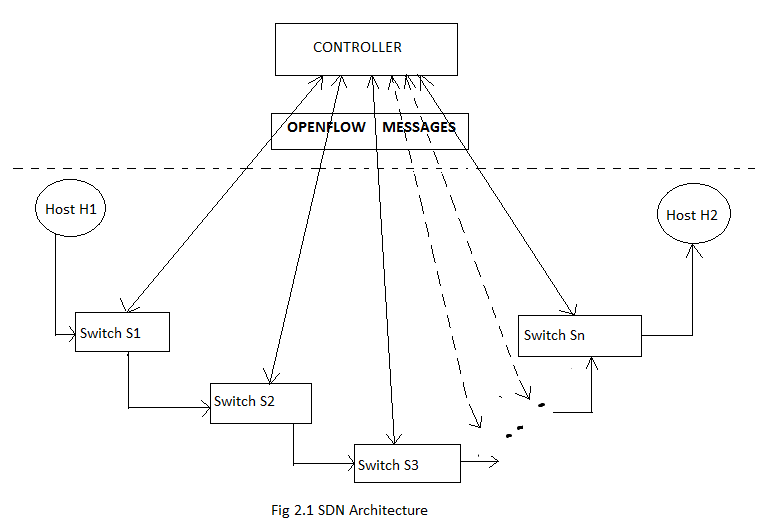 CONTROLLER
OPENFLOW MESSAGES
Host H1
Host H2
Switch S1
Switch Sn
Switch S2
Switch S3
Fig 2.1 SDN Architecture